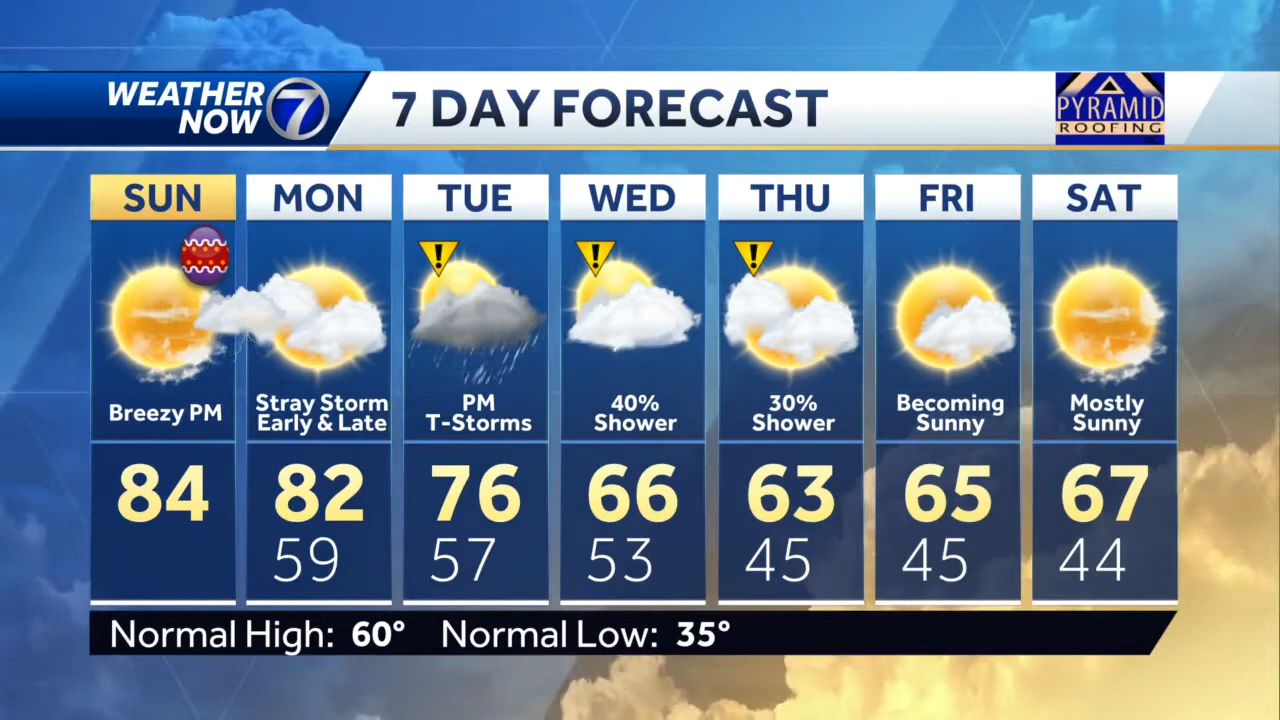 WEATHER
NOW
7
7 DAY FORECAST
PYRAMID
ROOFING
SUN
Breezy PM
84
MON
Stray Storm
Early & Late
82
59
TUE
!
PM
T-Storms
76
57
WED
!
40%
Shower
66
53
THU
!
30%
Shower
63
45
FRI
Becoming
Sunny
65
45
SAT
Mostly
Sunny
67
44
Normal High: 60° Normal Low: 35°